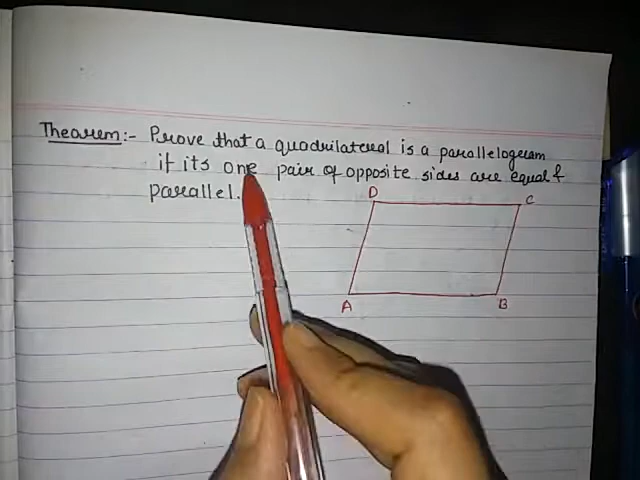 Theorem:- Prove that a quadrilateral is a parallelogram
if its one pair of opposite sides are equal &
parallel.
D
C
A
B